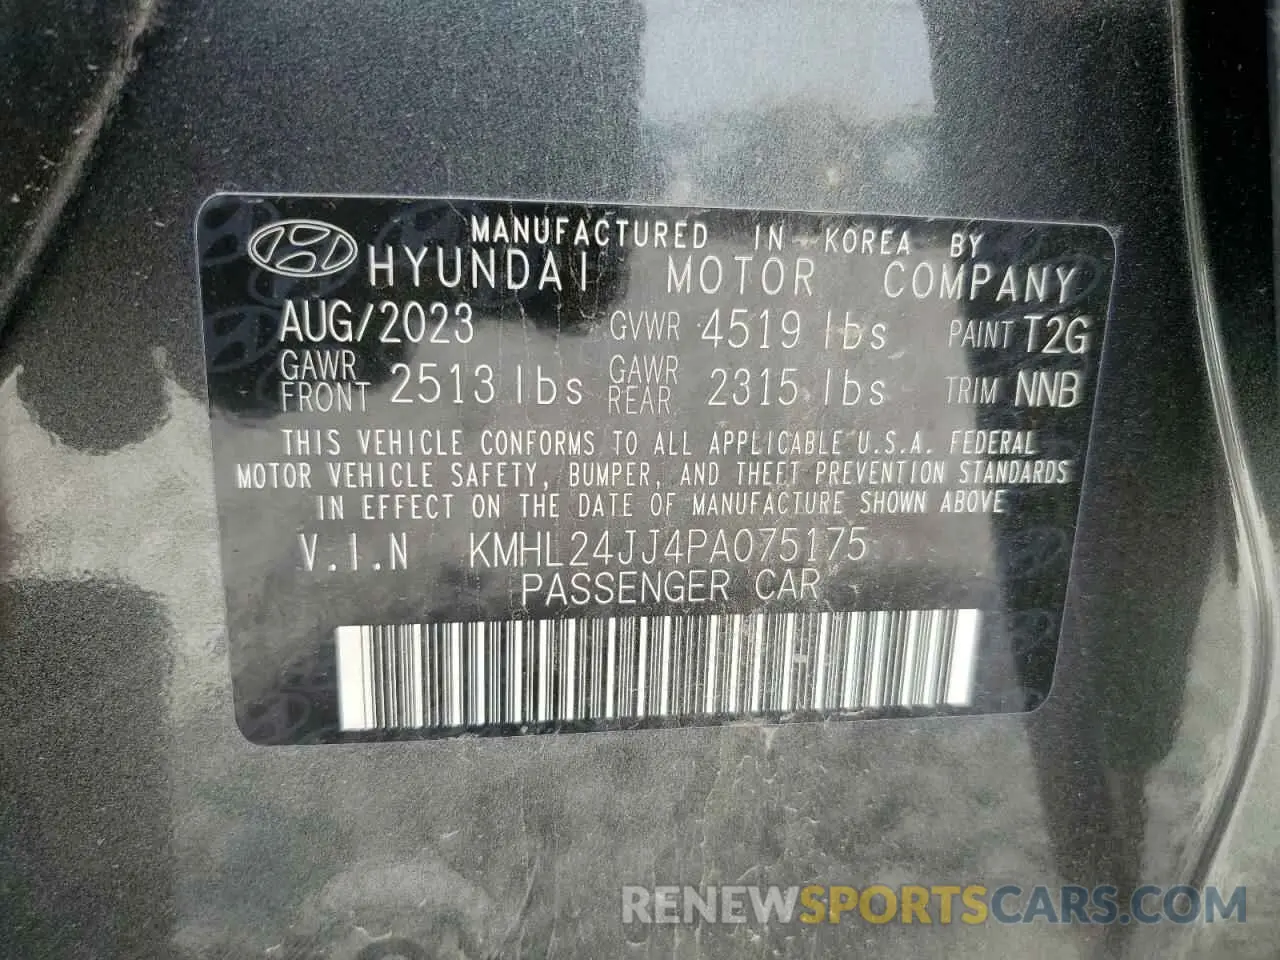 MANUFACTURED IN KOREA BY
HYUNDAI MOTOR COMPANY
AUG/2023 GVWR 4519 lbs PAINT T2G
GAWR FRONT 2513 lbs GAWR REAR 2315 lbs TRIM NNB
THIS VEHICLE CONFORMS TO ALL APPLICABLE U.S.A. FEDERAL
MOTOR VEHICLE SAFETY, BUMPER, AND THEFT PREVENTION STANDARDS
IN EFFECT ON THE DATE OF MANUFACTURE SHOWN ABOVE
V.I.N KMHL24JJ4PA075175
PASSENGER CAR
RENEWSPORTSCARS.COM